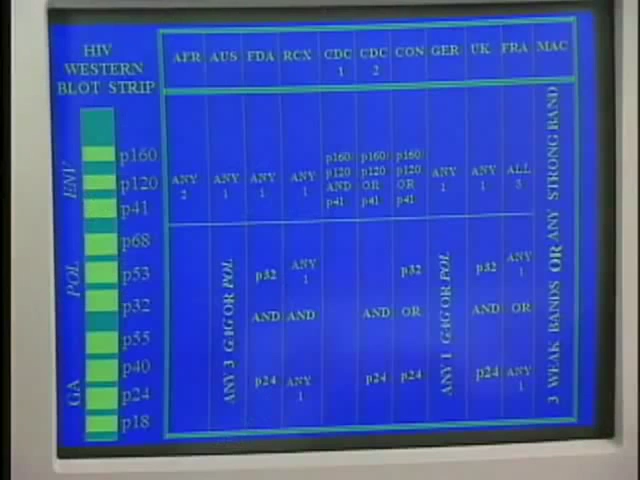 HIV
WESTERN
BLOT STRIP
AFR AUS FDA RCX CDC 1 CDC 2 CON GER UK FRA MAC
ENV
POL
GA
p160
p120
p41
p68
p53
p32
p55
p40
p24
p18
ANY 2
ANY 1
ANY 1
ANY 1
p160/
p120
AND
p41
p160/
p120
OR
p41
p160/
p120
OR
p41
ANY 1
ANY 1
ALL 3
ANY 3 GAG OR POL
p32
AND
p24
ANY 1
AND
ANY 1
AND
p24
p32
OR
p24
ANY 1 GAG OR POL
p32
AND
p24
ANY 1
OR
ANY 1
3 WEAK BANDS OR ANY STRONG BAND